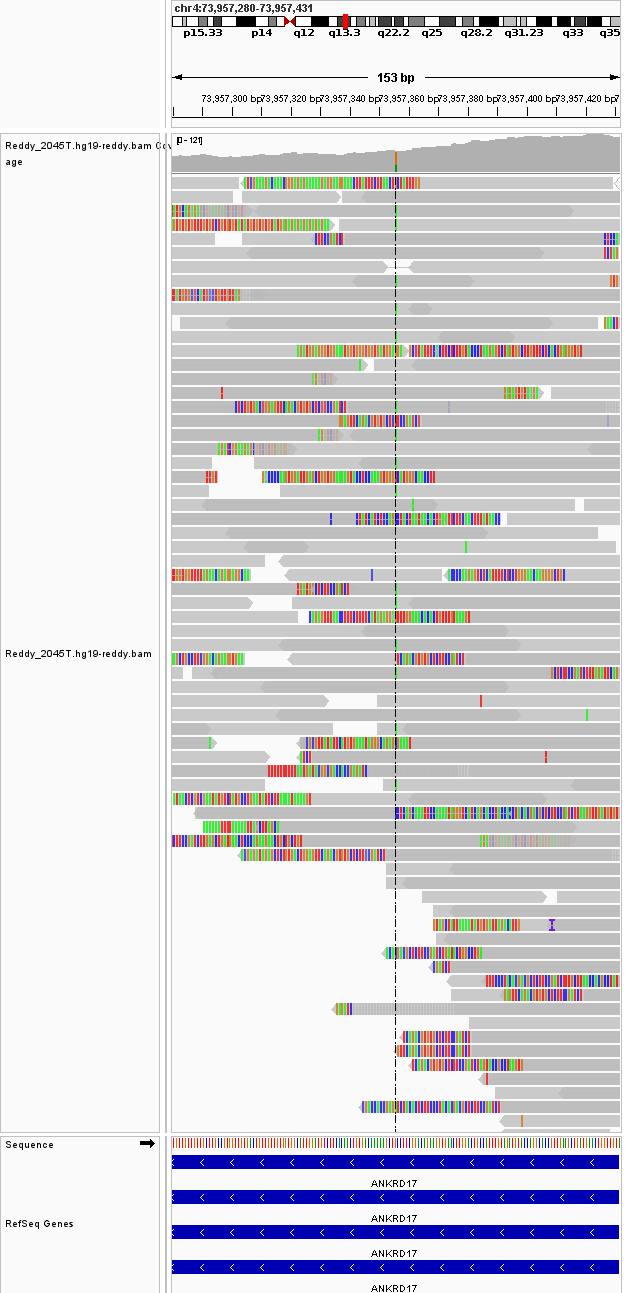 chr4:73,957,280-73,957,431
p15.33 p14 q12 q13.3 q22.2 q25 q28.2 q31.23 q33 q35
153 bp
73,957,300 bp 73,957,320 bp 73,957,340 bp 73,957,360 bp 73,957,380 bp 73,957,400 bp 73,957,420 bp 7
Reddy_2045T.hg19-reddy.bam Cov
age
[0 - 121]
I
Reddy_2045T.hg19-reddy.bam
Sequence
RefSeq Genes
ANKRD17
ANKRD17
ANKRD17
ANKRD17